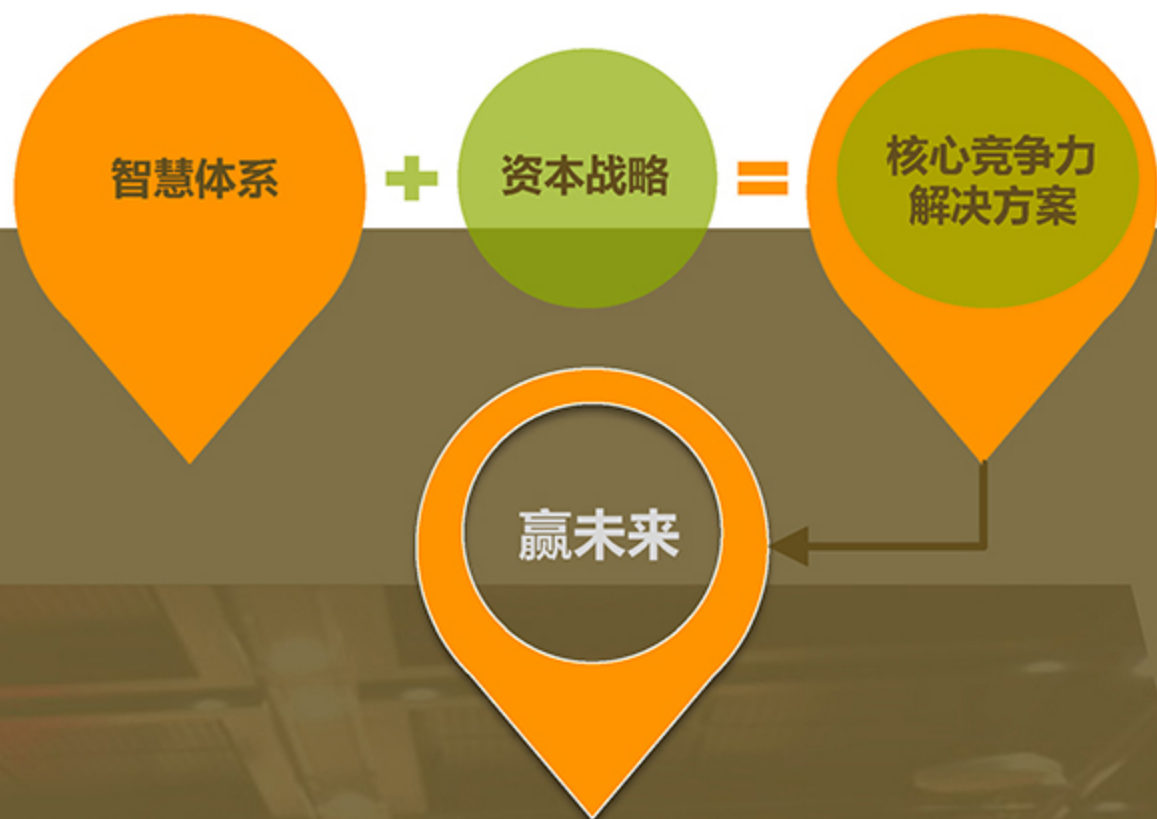 智慧体系 + 资本战略 = 核心竞争力
解决方案
赢未来